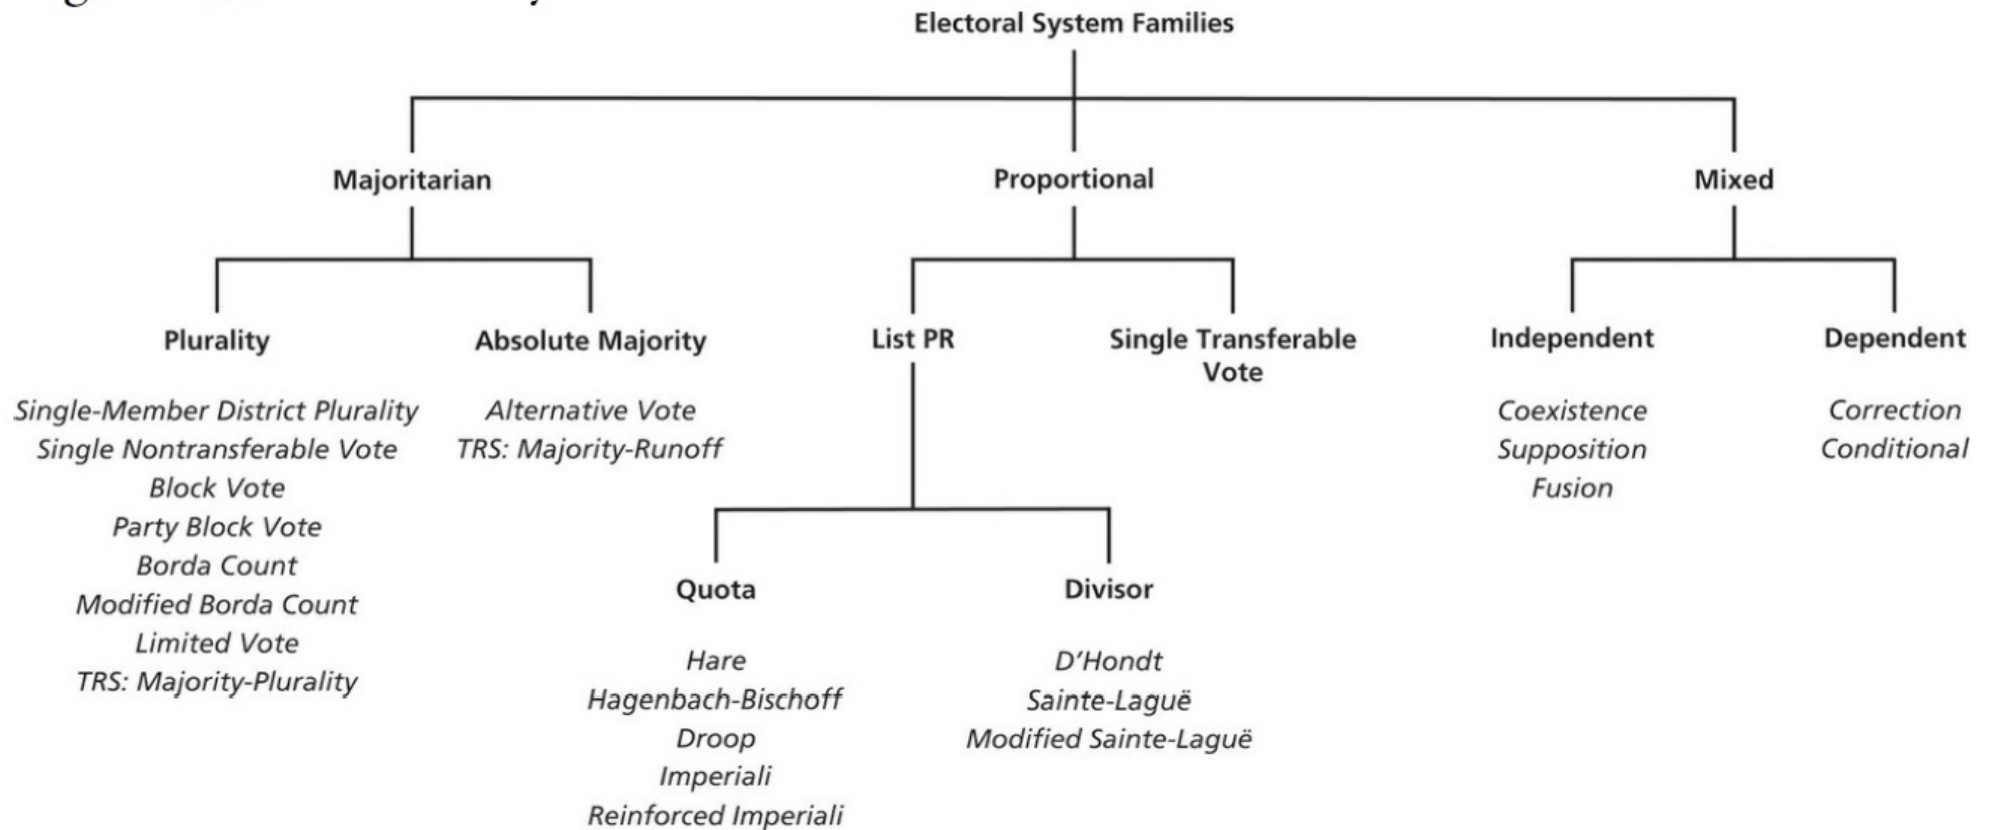 Electoral System Families
Majoritarian
Proportional
Mixed
Plurality
Absolute Majority
List PR
Single Transferable
Vote
Independent
Dependent
Single-Member District Plurality
Single Nontransferable Vote
Block Vote
Party Block Vote
Borda Count
Modified Borda Count
Limited Vote
TRS: Majority-Plurality
Alternative Vote
TRS: Majority-Runoff
Coexistence
Supposition
Fusion
Correction
Conditional
Quota
Divisor
Hare
Hagenbach-Bischoff
Droop
Imperiali
Reinforced Imperiali
D’Hondt
Sainte-Laguë
Modified Sainte-Laguë